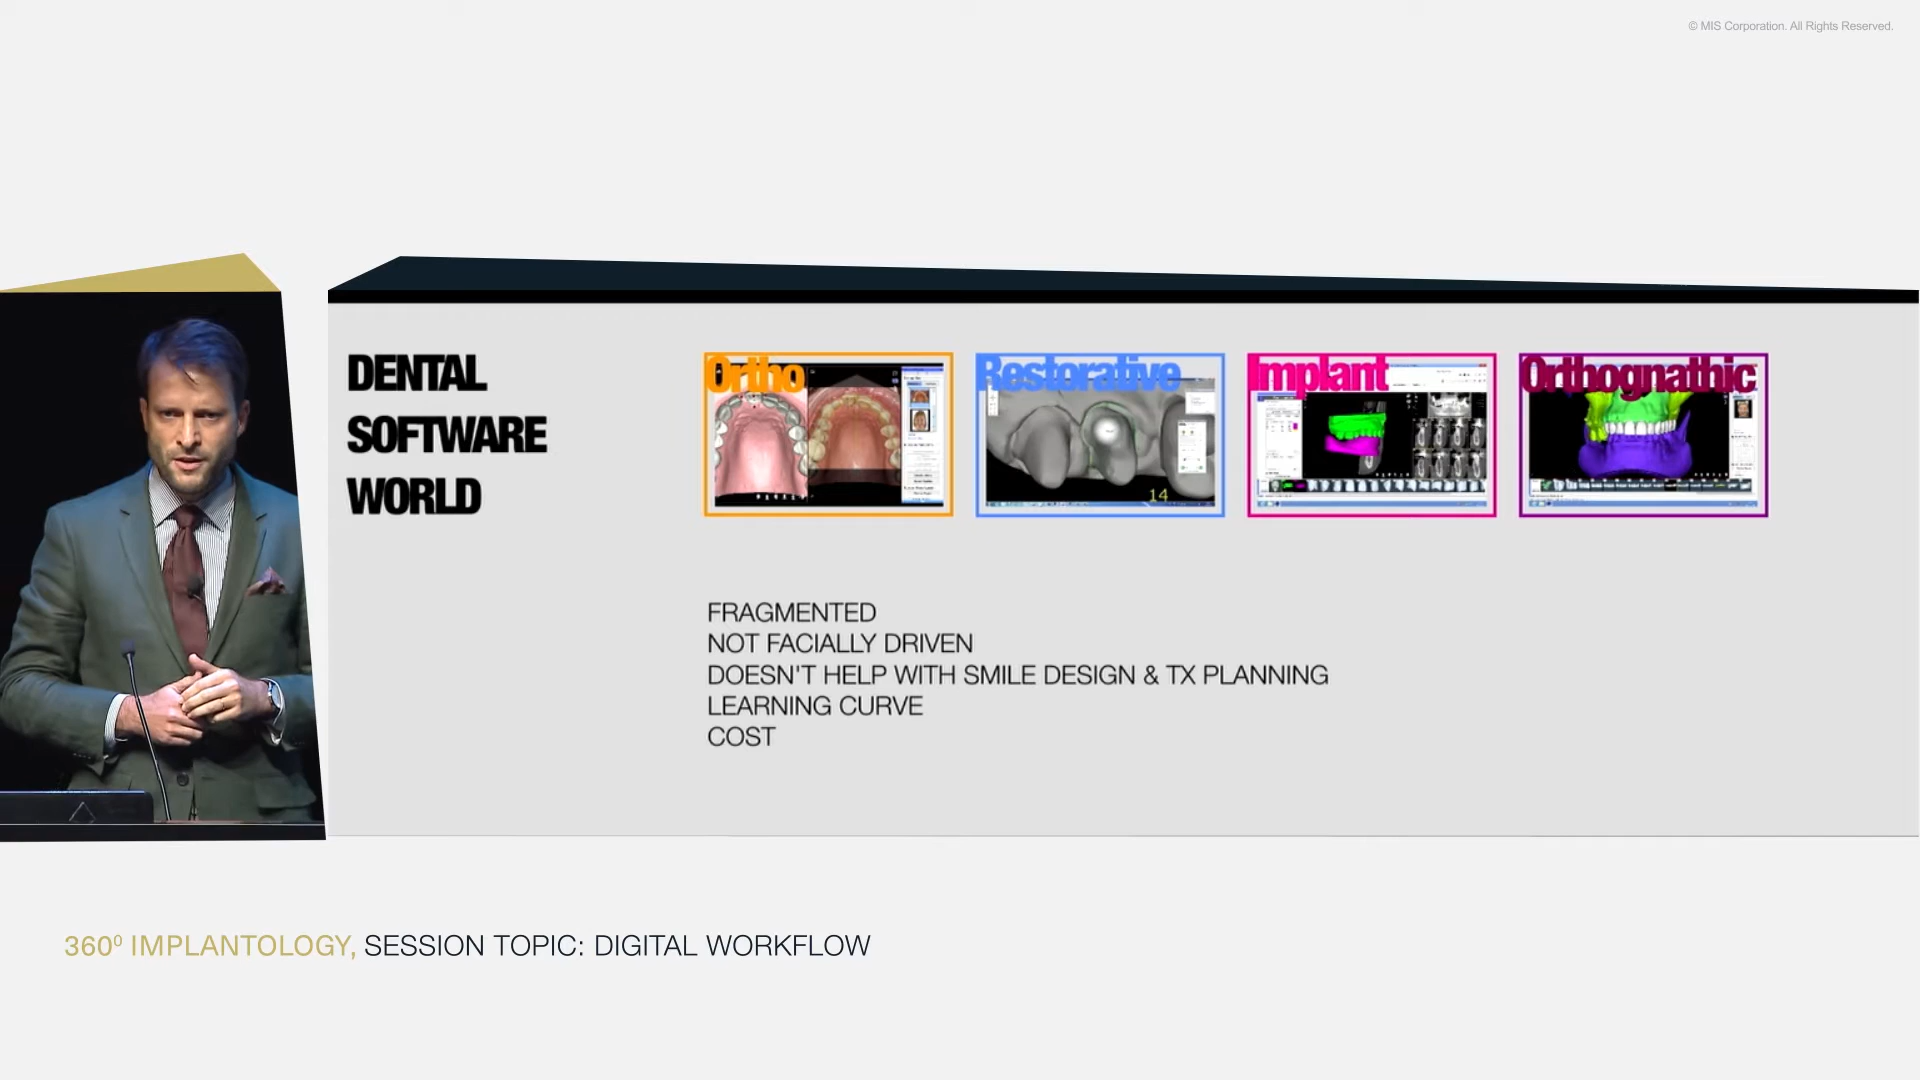 © MIS Corporation. All Rights Reserved.
DENTAL
SOFTWARE
WORLD
Ortho
Restorative
Implant
Orthognathic
14
FRAGMENTED
NOT FACIALLY DRIVEN
DOESN'T HELP WITH SMILE DESIGN & TX PLANNING
LEARNING CURVE
COST
360⁰ IMPLANTOLOGY, SESSION TOPIC: DIGITAL WORKFLOW